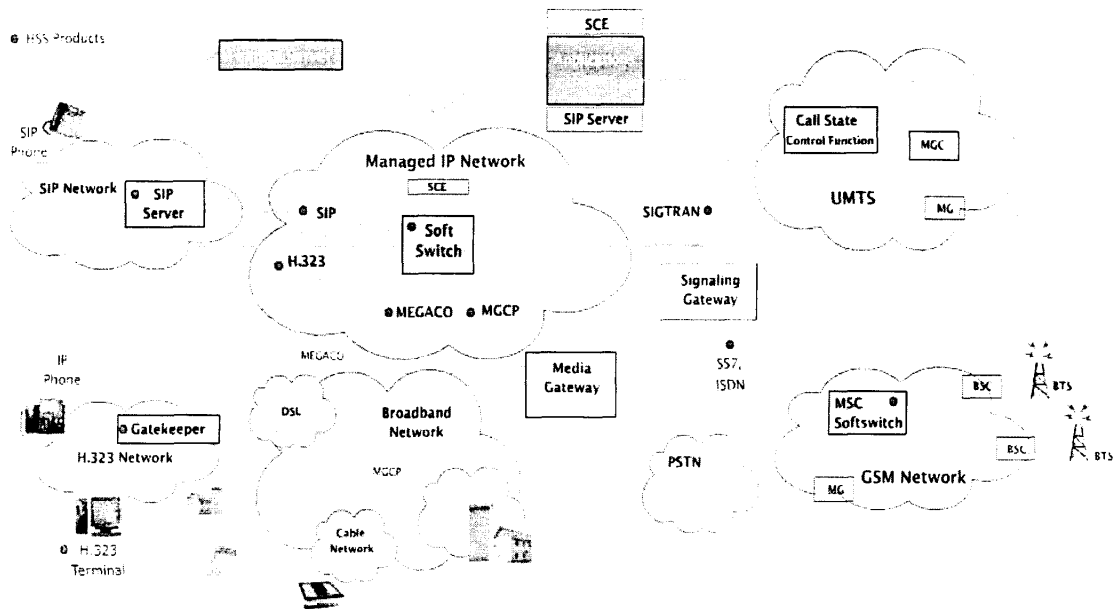 SCE
HSS Products
Application
SIP Server
SIP
Phone
Call State
Control Function
MGC
Managed IP Network
SIP Network
SIP
Server
SCE
SIP
SIGTRAN
UMTS
MG
Soft
Switch
H.323
Signaling
Gateway
MEGACO
MGCP
IP
Phone
MEGACO
Media
Gateway
SS7,
ISDN
BSC
BTS
DSL
Broadband
Network
MSC
Softswitch
Gatekeeper
H.323 Network
MGCP
PSTN
BSC
BTS
GSM Network
MG
Cable
Network
H.323
Terminal